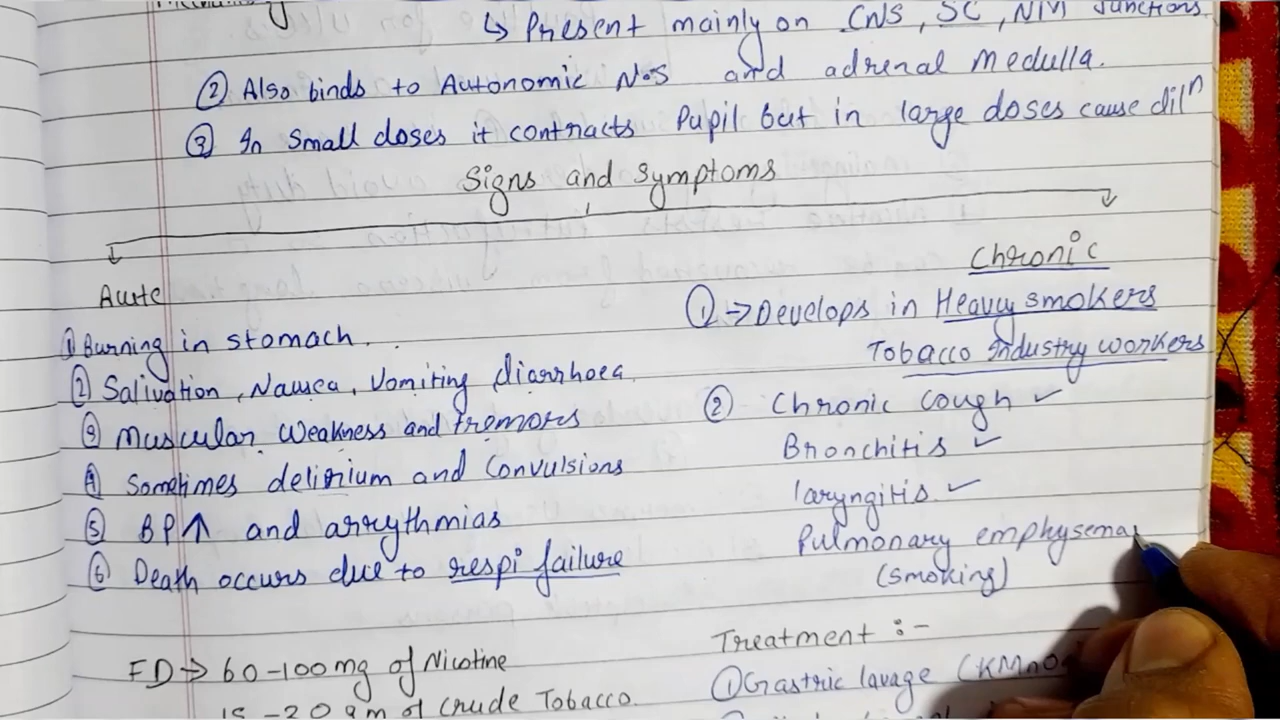 ↳ Present mainly on CNS, SC, NM Junctions.
② Also binds to Autonomic N.S and adrenal Medulla.
③ In Small doses it contracts Pupil but in large doses cause dilⁿ
Signs and Symptoms
Acute
① Burning in stomach.
② Salivation, Nausea, Vomiting diarrhoea
③ Muscular Weakness and tremors
④ Sometimes delirium and Convulsions
⑤ BP↑ and arrythmias
⑥ Death occurs due to respi failure
FD → 60-100mg of Nicotine
15-20 gm of Crude Tobacco.
Chronic
① → Develops in Heavy smokers
Tobacco Industry workers
② Chronic Cough ✓
Bronchitis ✓
laryngitis ✓
Pulmonary emphysema
(smoking)
Treatment :-
① Gastric lavage (KMnO